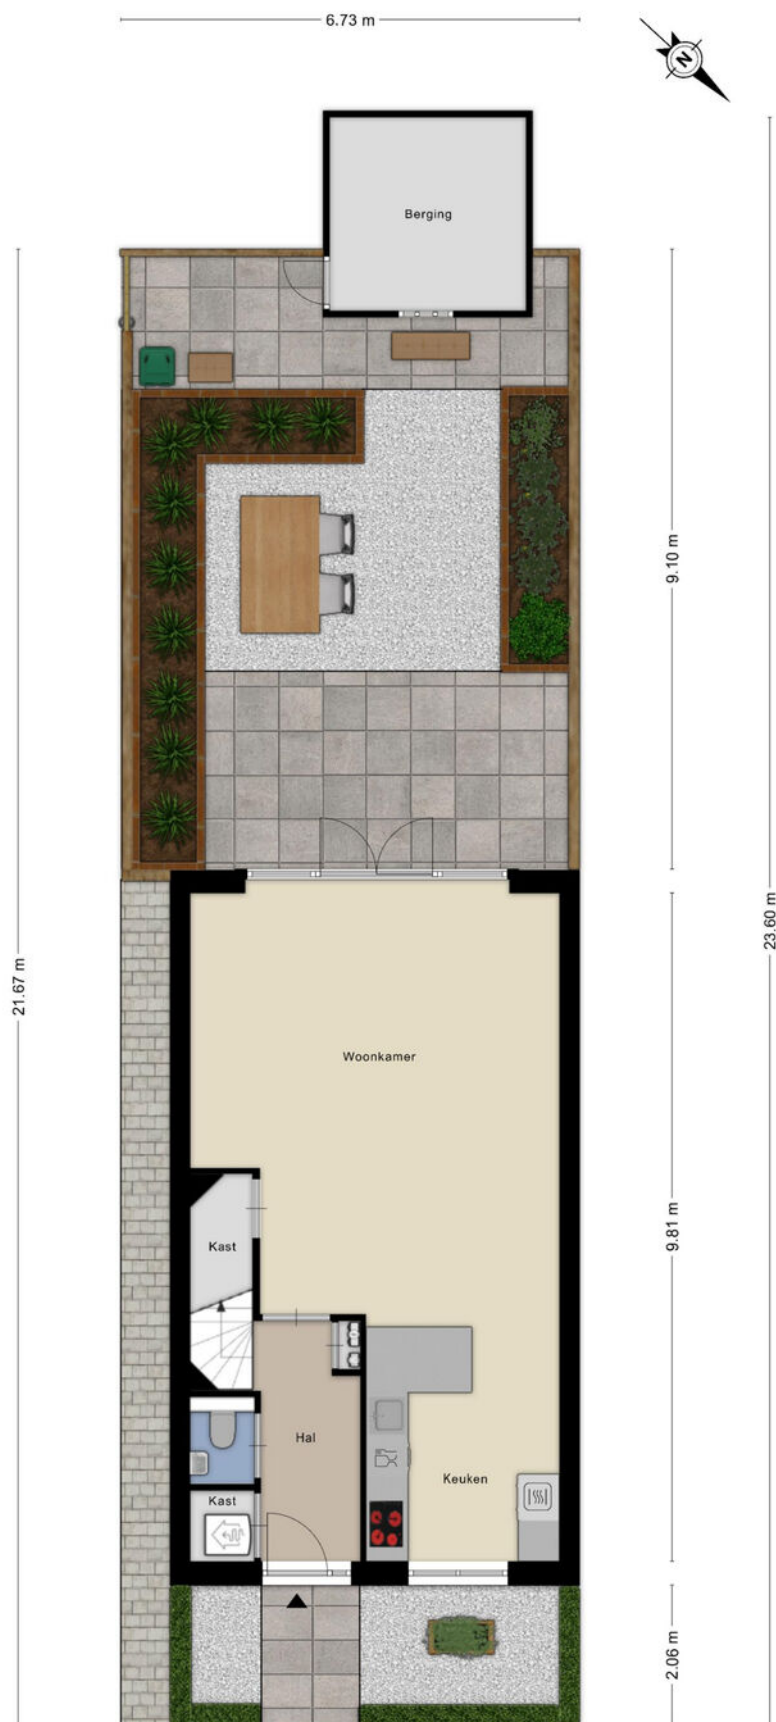 6.73 m
N
Berging
9.10 m
23.60 m
21.67 m
Woonkamer
9.81 m
Kast
Hal
Keuken
Kast
2.06 m